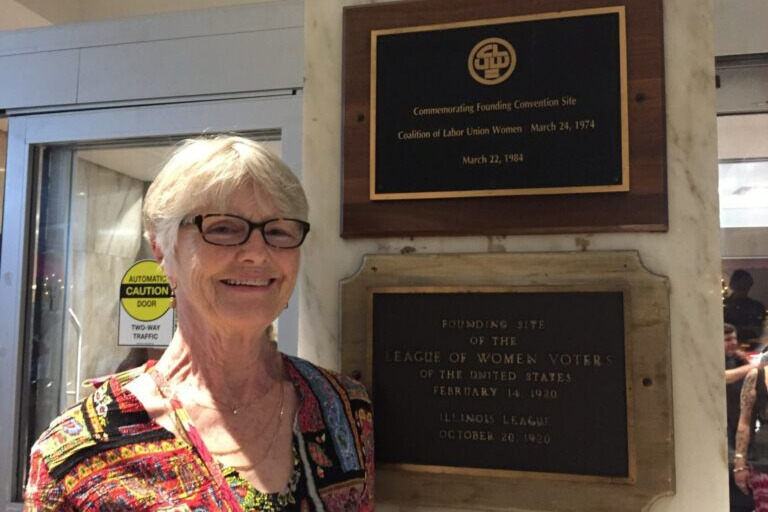 CLUW
Commemorating Founding Convention Site
Coalition of Labor Union Women March 24, 1974
March 22, 1984
AUTOMATIC
CAUTION
DOOR
TWO-WAY
TRAFFIC
FOUNDING SITE
OF THE
LEAGUE OF WOMEN VOTERS
OF THE UNITED STATES
FEBRUARY 14, 1920
ILLINOIS LEAGUE
OCTOBER 20, 1920